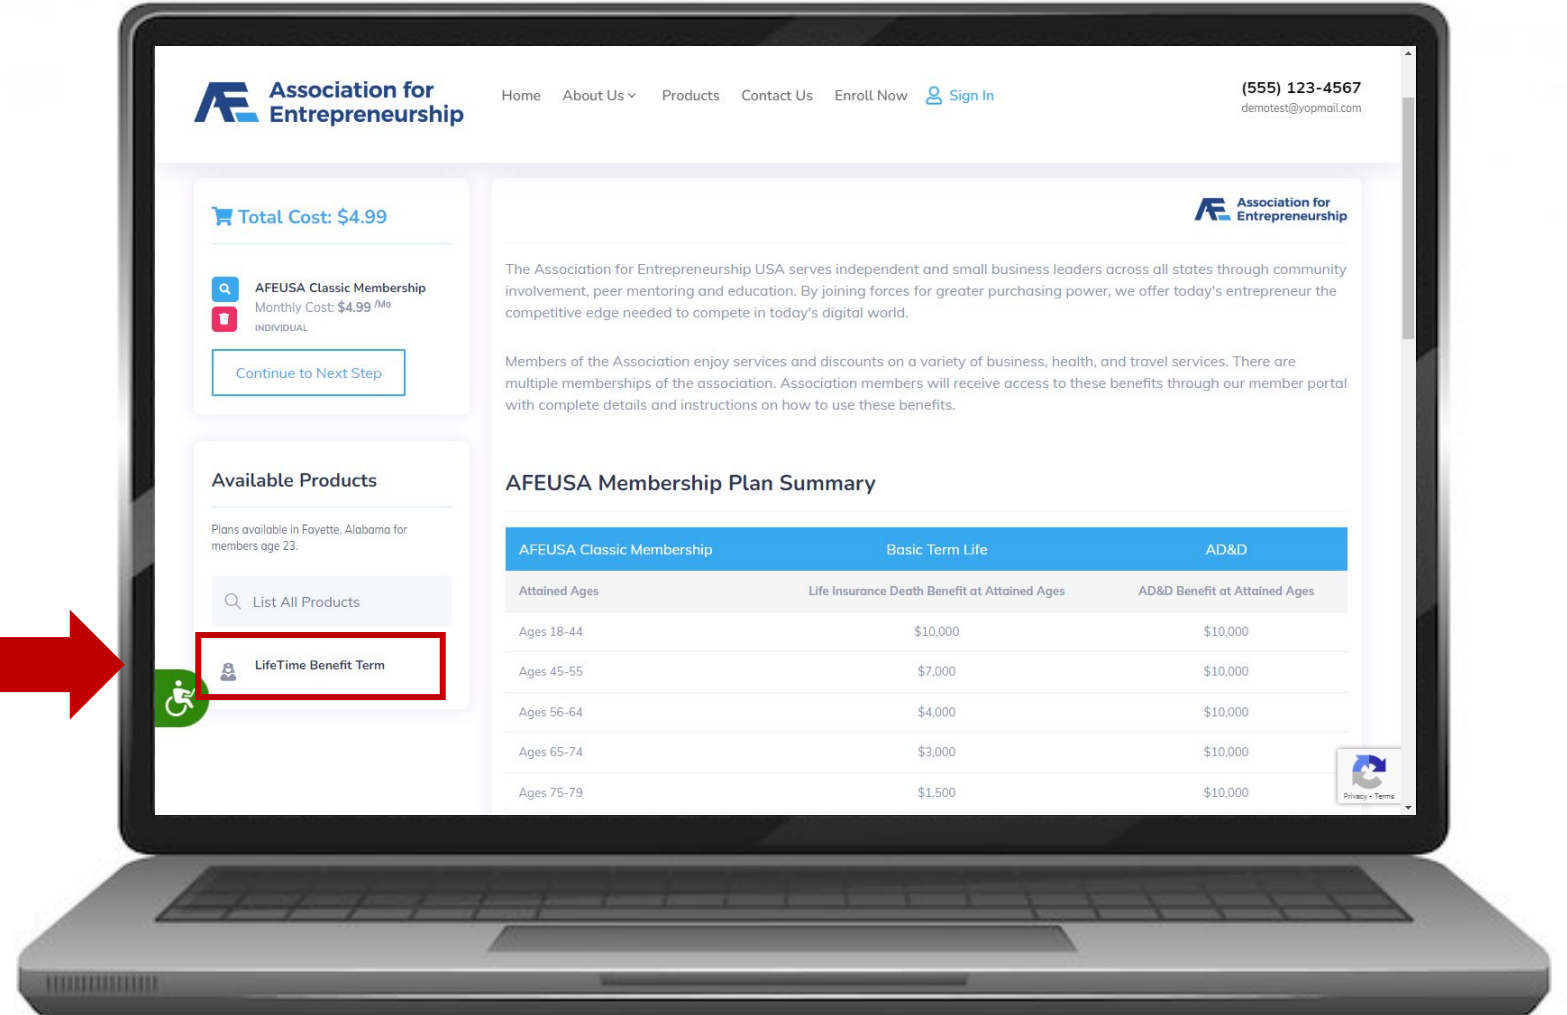 Association for
Entrepreneurship
Home About Us Products Contact Us Enroll Now Sign In
(555) 123-4567
demotest@yopmail.com
Total Cost: $4.99
AFEUSA Classic Membership
Monthly Cost: $4.99 /Mo
INDIVIDUAL
Continue to Next Step
Available Products
Plans available in Fayette, Alabama for
members age 23.
List All Products
LifeTime Benefit Term
Association for
Entrepreneurship
The Association for Entrepreneurship USA serves independent and small business leaders across all states through community
involvement, peer mentoring and education. By joining forces for greater purchasing power, we offer today's entrepreneur the
competitive edge needed to compete in today's digital world.
Members of the Association enjoy services and discounts on a variety of business, health, and travel services. There are
multiple memberships of the association. Association members will receive access to these benefits through our member portal
with complete details and instructions on how to use these benefits.
AFEUSA Membership Plan Summary
AFEUSA Classic Membership Basic Term Life AD&D
Attained Ages Life Insurance Death Benefit at Attained Ages AD&D Benefit at Attained Ages
Ages 18-44 $10,000 $10,000
Ages 45-55 $7,000 $10,000
Ages 56-64 $4,000 $10,000
Ages 65-74 $3,000 $10,000
Ages 75-79 $1,500 $10,000
Privacy - Terms